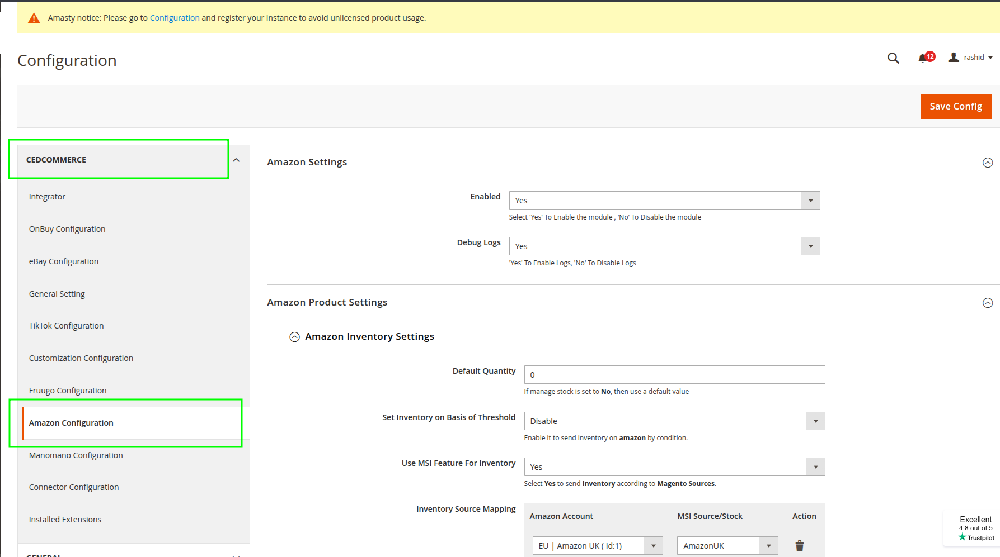 Amasty notice: Please go to Configuration and register your instance to avoid unlicensed product usage.
Configuration
12
rashid
Save Config
CEDCOMMERCE
Integrator
OnBuy Configuration
eBay Configuration
General Setting
TikTok Configuration
Customization Configuration
Fruugo Configuration
Amazon Configuration
Manomano Configuration
Connector Configuration
Installed Extensions
GENERAL
Amazon Settings
Enabled
Yes
Select 'Yes' To Enable the module , 'No' To Disable the module
Debug Logs
Yes
'Yes' To Enable Logs, 'No' To Disable Logs
Amazon Product Settings
Amazon Inventory Settings
Default Quantity
0
If manage stock is set to No, then use a default value
Set Inventory on Basis of Threshold
Disable
Enable it to send inventory on amazon by condition.
Use MSI Feature For Inventory
Yes
Select Yes to send Inventory according to Magento Sources.
Inventory Source Mapping
Amazon Account MSI Source/Stock Action
EU | Amazon UK ( Id:1) AmazonUK
Excellent
4.8 out of 5
Trustpilot